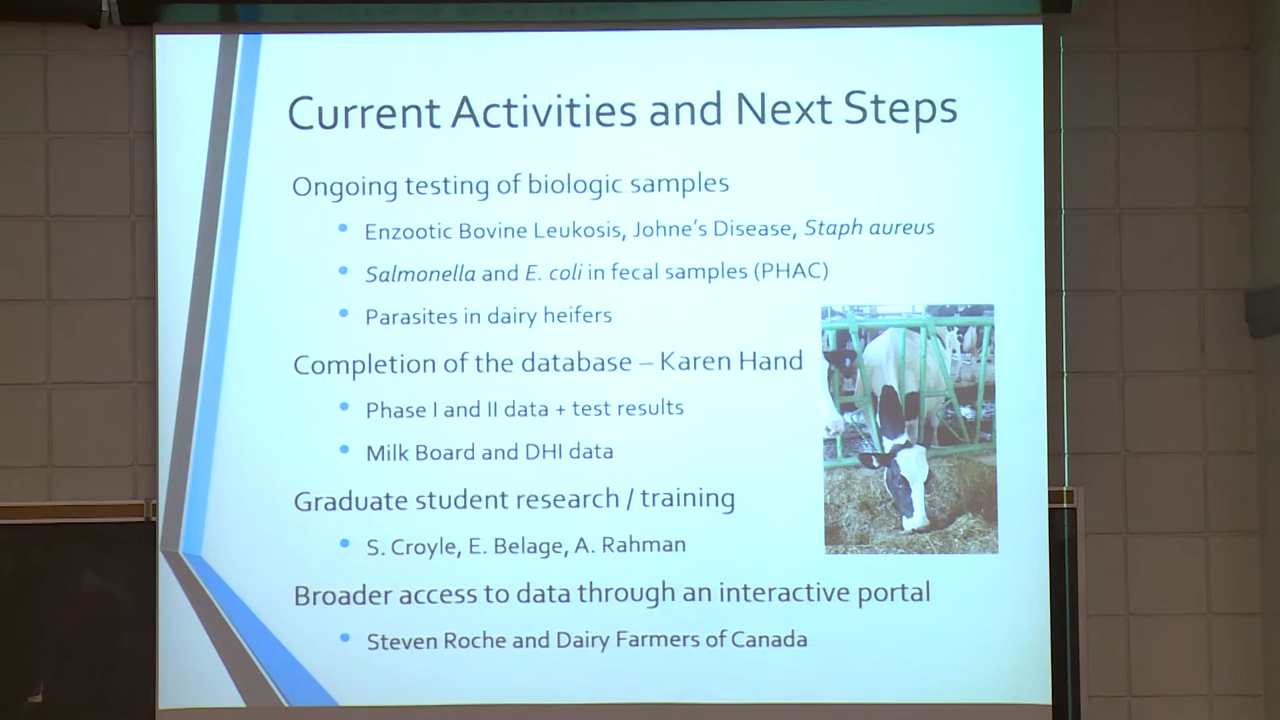 Current Activities and Next Steps
Ongoing testing of biologic samples
• Enzootic Bovine Leukosis, Johne's Disease, Staph aureus
• Salmonella and E. coli in fecal samples (PHAC)
• Parasites in dairy heifers
Completion of the database – Karen Hand
• Phase I and II data + test results
• Milk Board and DHI data
Graduate student research / training
• S. Croyle, E. Belage, A. Rahman
Broader access to data through an interactive portal
• Steven Roche and Dairy Farmers of Canada